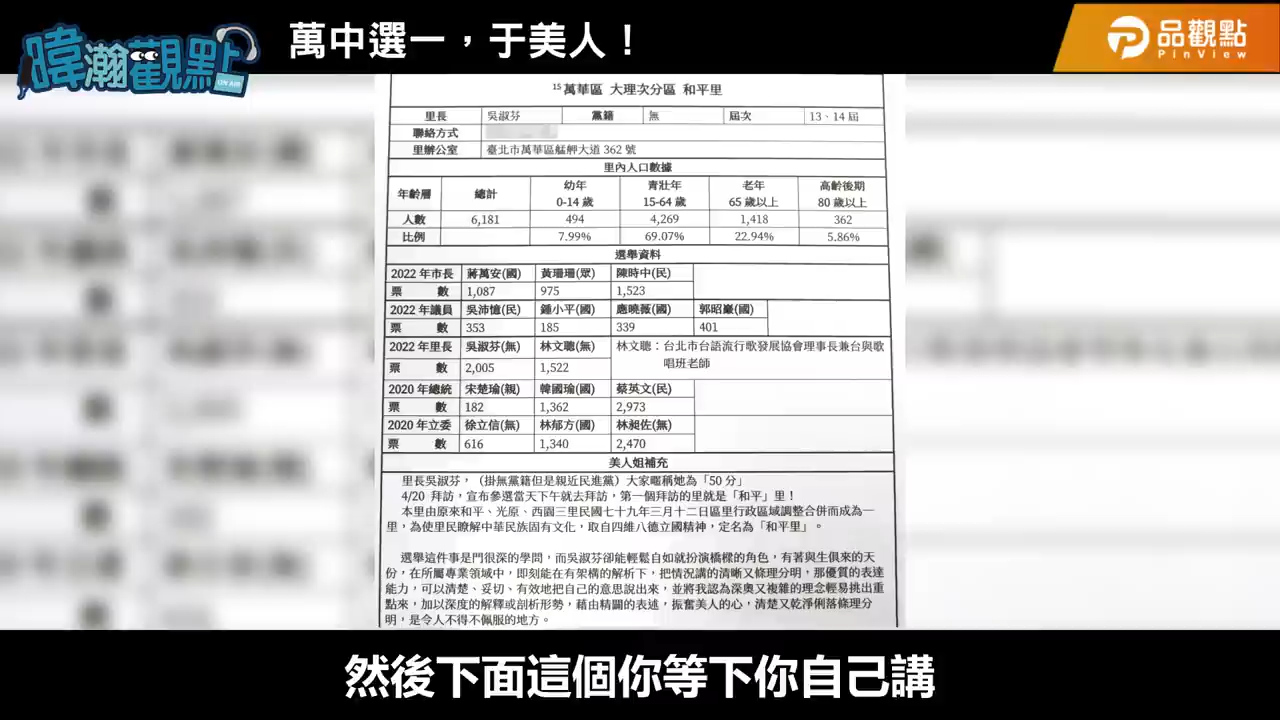 暐瀚觀點
ON AIR
萬中選一，于美人！
品觀點
PinView
15萬華區 大理次分區 和平里
里長 吳淑芬 黨籍 無 屆次 13、14 屆
聯絡方式
里辦公室 臺北市萬華區艋舺大道 362 號
里內人口數據
年齡層 總計 幼年 0-14 歲 青壯年 15-64 歲 老年 65 歲以上 高齡後期 80 歲以上
人數 6,181 494 4,269 1,418 362
比例 7.99% 69.07% 22.94% 5.86%
選舉資料
2022 年市長 蔣萬安(國) 黃珊珊(眾) 陳時中(民)
票 數 1,087 975 1,523
2022 年議員 吳沛憶(民) 鍾小平(國) 應曉薇(國) 郭昭巖(國)
票 數 353 185 339 401
2022 年里長 吳淑芬(無) 林文聰(無) 林文聰：台北市台語流行歌發展協會理事長兼台與歌
唱班老師
票 數 2,005 1,522
2020 年總統 宋楚瑜(親) 韓國瑜(國) 蔡英文(民)
票 數 182 1,362 2,973
2020 年立委 徐立信(無) 林郁方(國) 林昶佐(無)
票 數 616 1,340 2,470
美人姐補充
里長吳淑芬，（掛無黨籍但是親近民進黨）大家暱稱她為「50 分」
4/20 拜訪，宣布參選當天下午就去拜訪，第一個拜訪的里就是「和平」里！
本里由原來和平、光原、西園三里民國七十九年三月十二日區里行政區域調整合併而成為一
里，為使里民瞭解中華民族固有文化，取自四維八德立國精神，定名為「和平里」。
選舉這件事是門很深的學問，而吳淑芬卻能輕鬆自如就扮演橋樑的角色，有著與生俱來的天
份，在所屬專業領域中，即刻能在有架構的解析下，把情況講的清晰又條理分明，那優質的表達
能力，可以清楚、妥切、有效地把自己的意思說出來，並將我認為深奧又複雜的理念輕易挑出重
點來，加以深度的解釋或剖析形勢，藉由精闢的表述，振奮美人的心，清楚又乾淨俐落條理分
明，是令人不得不佩服的地方。
然後下面這個你等下你自己講